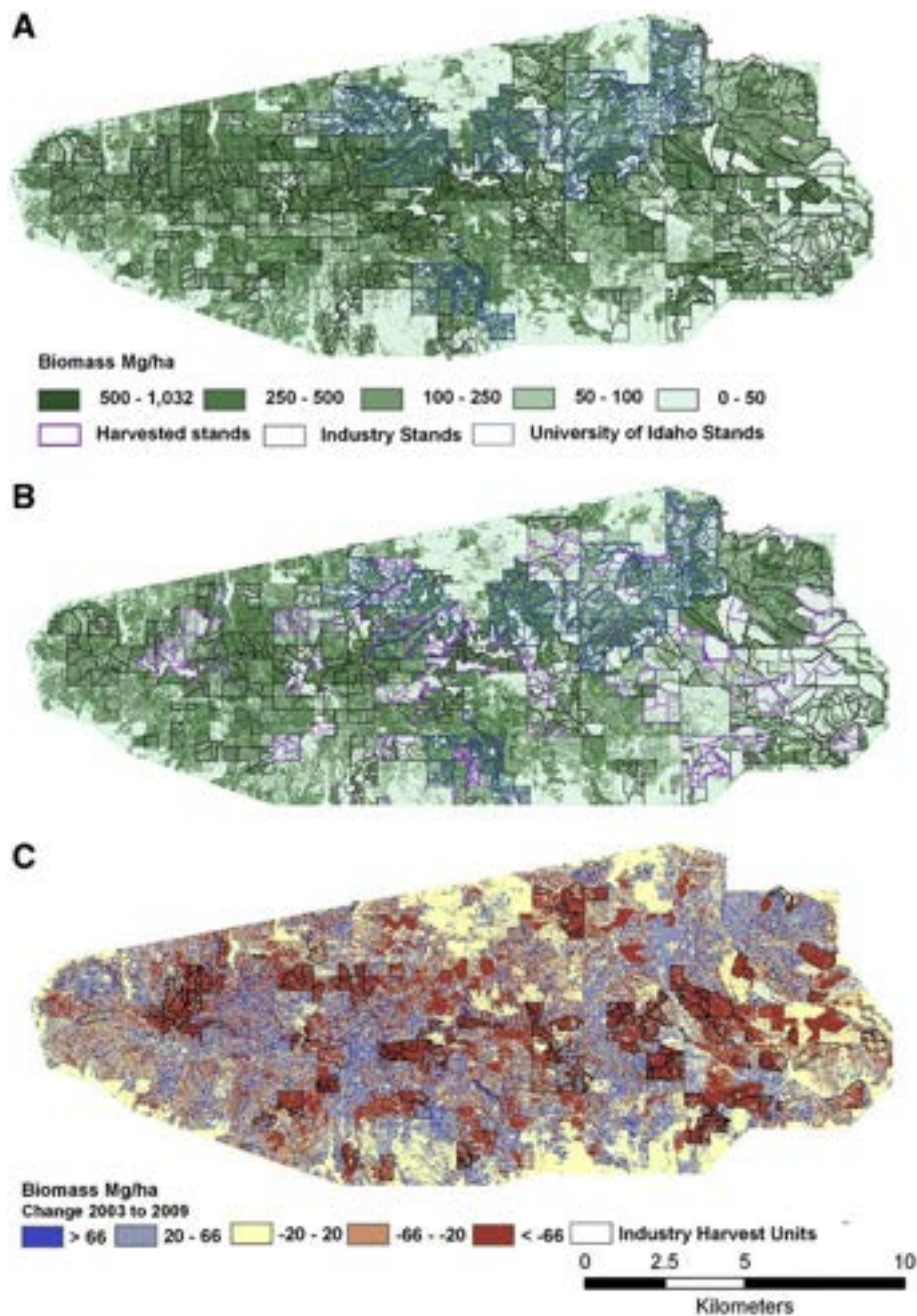 A
Biomass Mg/ha
500 - 1,032 250 - 500 100 - 250 50 - 100 0 - 50
Harvested stands Industry Stands University of Idaho Stands
B
C
Biomass Mg/ha
Change 2003 to 2009
> 66 20 - 66 -20 - 20 -66 - -20 < -66 Industry Harvest Units
0 2.5 5 10
Kilometers